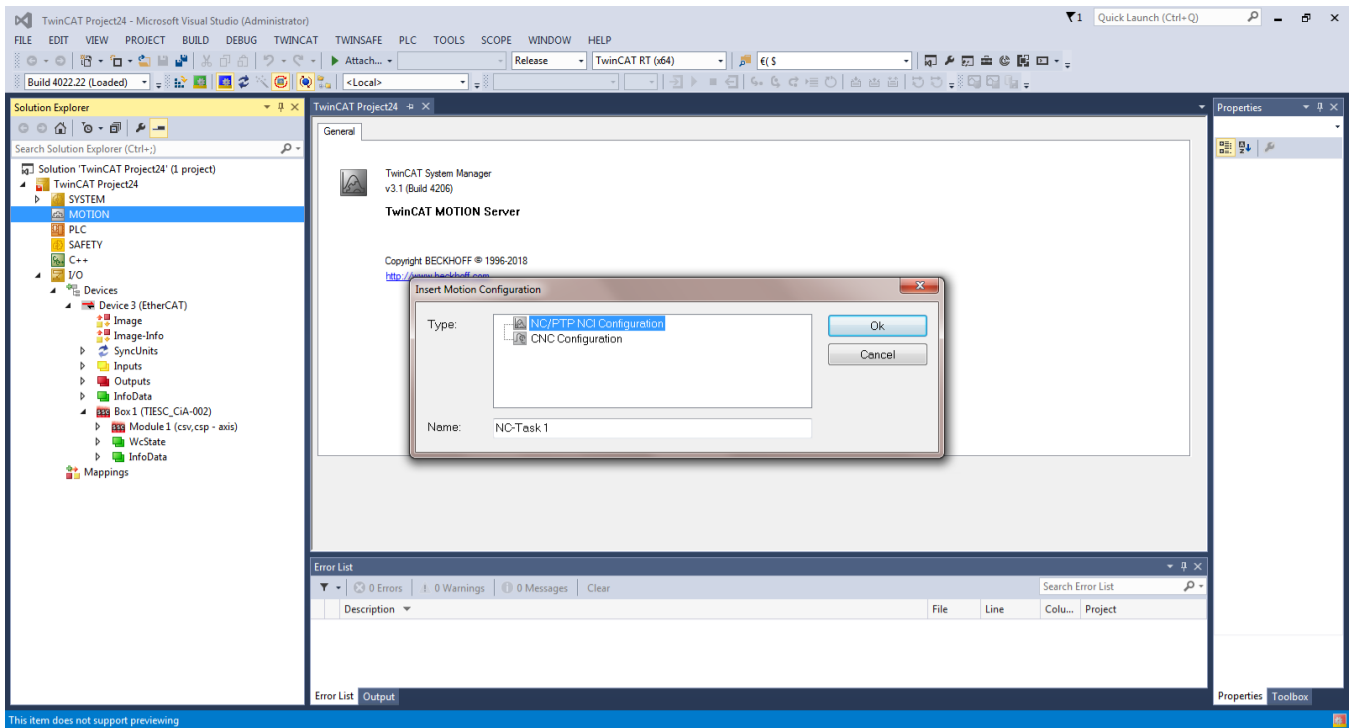 TwinCAT Project24 - Microsoft Visual Studio (Administrator)
1
Quick Launch (Ctrl+Q)
FILE EDIT VIEW PROJECT BUILD DEBUG TWINCAT TWINSAFE PLC TOOLS SCOPE WINDOW HELP
Attach...
Release
TwinCAT RT (x64)
€( $
Build 4022.22 (Loaded)
<Local>
Solution Explorer
Search Solution Explorer (Ctrl+;)
Solution 'TwinCAT Project24' (1 project)
TwinCAT Project24
SYSTEM
MOTION
PLC
SAFETY
C++
I/O
Devices
Device 3 (EtherCAT)
Image
Image-Info
SyncUnits
Inputs
Outputs
InfoData
Box 1 (TIESC_CiA-002)
Module 1 (csv,csp - axis)
WcState
InfoData
Mappings
TwinCAT Project24
General
TwinCAT System Manager
v3.1 (Build 4206)
TwinCAT MOTION Server
Copyright BECKHOFF © 1996-2018
http://www.beckhoff.com
Insert Motion Configuration
Type:
NC/PTP NCI Configuration
CNC Configuration
Ok
Cancel
Name:
NC-Task 1
Error List
0 Errors
0 Warnings
0 Messages
Clear
Search Error List
Description
File
Line
Colu...
Project
Error List
Output
Properties
Properties
Toolbox
This item does not support previewing